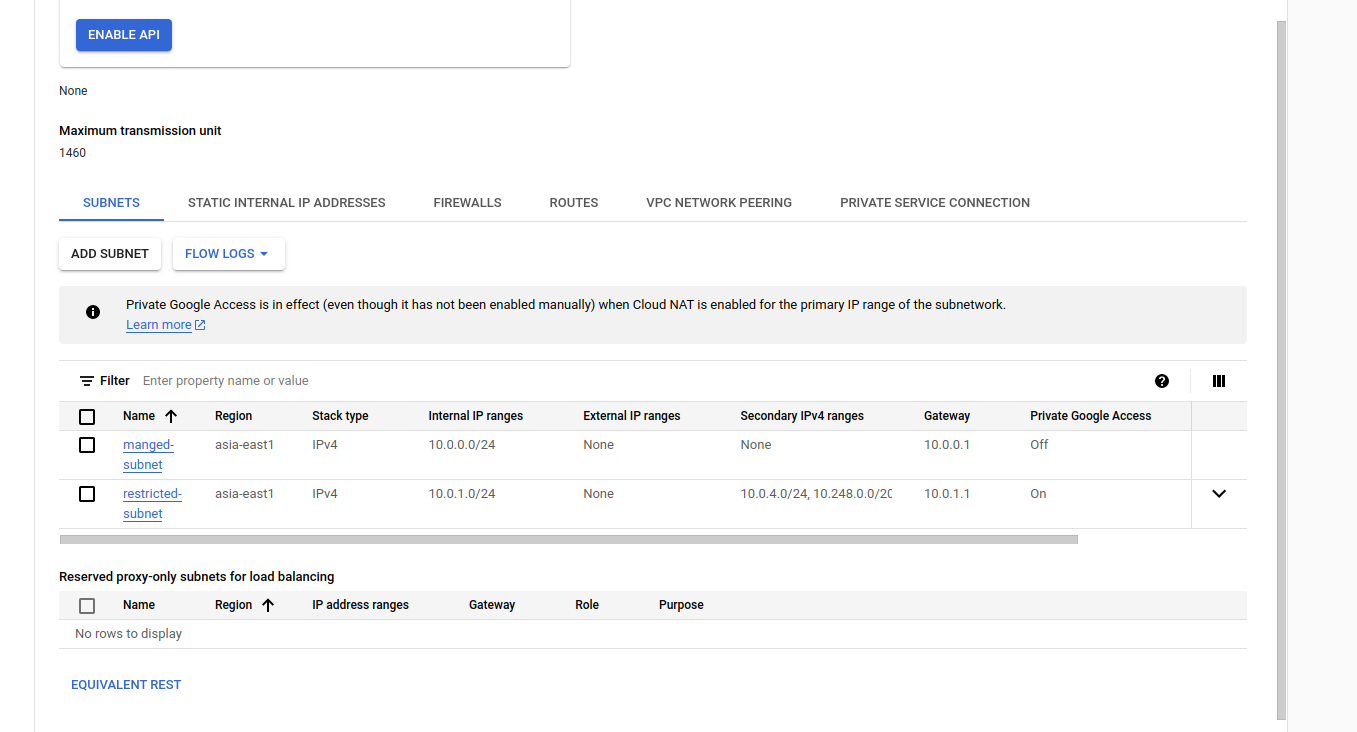 ENABLE API
None
Maximum transmission unit
1460
SUBNETS STATIC INTERNAL IP ADDRESSES FIREWALLS ROUTES VPC NETWORK PEERING PRIVATE SERVICE CONNECTION
ADD SUBNET FLOW LOGS
Private Google Access is in effect (even though it has not been enabled manually) when Cloud NAT is enabled for the primary IP range of the subnetwork.
Learn more
Filter Enter property name or value
Name Region Stack type Internal IP ranges External IP ranges Secondary IPv4 ranges Gateway Private Google Access
manged- asia-east1 IPv4 10.0.0.0/24 None None 10.0.0.1 Off
subnet
restricted- asia-east1 IPv4 10.0.1.0/24 None 10.0.4.0/24, 10.248.0.0/20 10.0.1.1 On
subnet
Reserved proxy-only subnets for load balancing
Name Region IP address ranges Gateway Role Purpose
No rows to display
EQUIVALENT REST